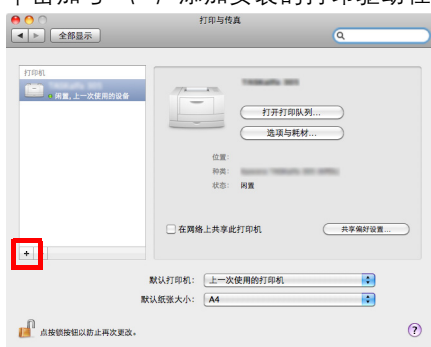 单击加号（+）添加安装的打印驱动
打印与传真
全部显示
打印机
闲置, 上一次使用的设备
打开打印队列...
选项与耗材...
位置:
种类:
状态: 闲置
在网络上共享此打印机
共享偏好设置...
+
默认打印机: 上一次使用的打印机
默认纸张大小: A4
点按锁按钮以防止再次更改。
?